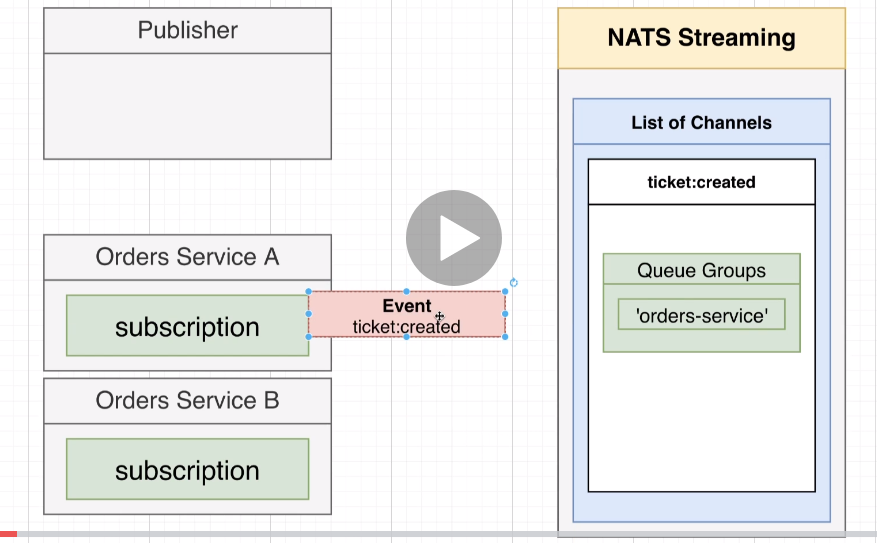 Publisher
NATS Streaming
List of Channels
ticket:created
Orders Service A
Queue Groups
Event
ticket:created
subscription
'orders-service'
Orders Service B
subscription